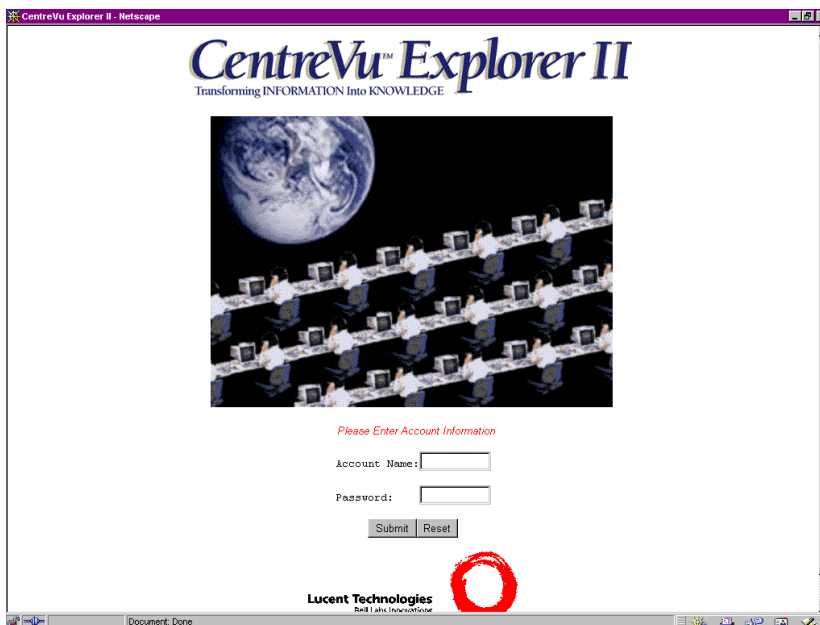 CentreVu Explorer II - Netscape
CentreVu™ Explorer II
Transforming INFORMATION Into KNOWLEDGE
Please Enter Account Information
Account Name:
Password:
Submit Reset
Lucent Technologies
Bell Labs Innovations
Document: Done